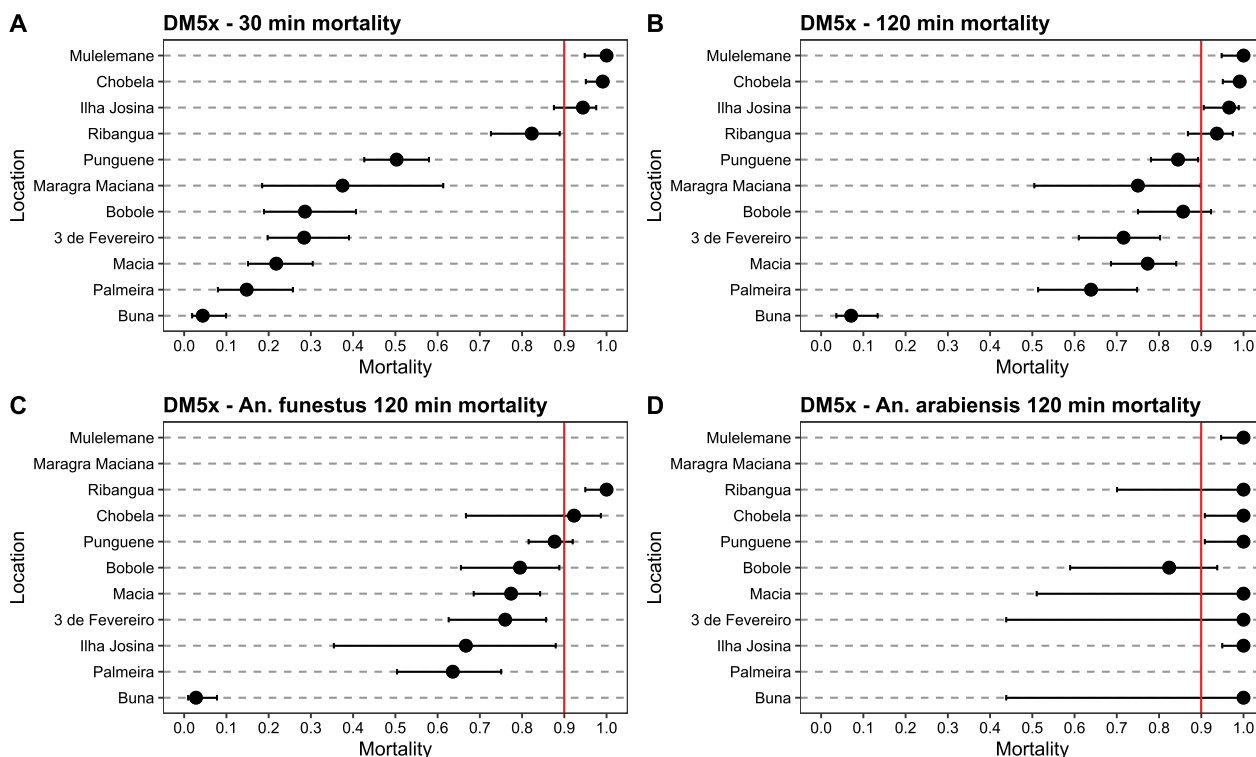 A
DM5x - 30 min mortality
Location
Mulelemane
Chobela
Ilha Josina
Ribangua
Punguene
Maragra Maciana
Bobole
3 de Fevereiro
Macia
Palmeira
Buna
0.0 0.1 0.2 0.3 0.4 0.5 0.6 0.7 0.8 0.9 1.0
Mortality
B
DM5x - 120 min mortality
Location
Mulelemane
Chobela
Ilha Josina
Ribangua
Punguene
Maragra Maciana
Bobole
3 de Fevereiro
Macia
Palmeira
Buna
0.0 0.1 0.2 0.3 0.4 0.5 0.6 0.7 0.8 0.9 1.0
Mortality
C
DM5x - An. funestus 120 min mortality
Location
Mulelemane
Maragra Maciana
Ribangua
Chobela
Punguene
Bobole
Macia
3 de Fevereiro
Ilha Josina
Palmeira
Buna
0.0 0.1 0.2 0.3 0.4 0.5 0.6 0.7 0.8 0.9 1.0
Mortality
D
DM5x - An. arabiensis 120 min mortality
Location
Mulelemane
Maragra Maciana
Ribangua
Chobela
Punguene
Bobole
Macia
3 de Fevereiro
Ilha Josina
Palmeira
Buna
0.0 0.1 0.2 0.3 0.4 0.5 0.6 0.7 0.8 0.9 1.0
Mortality